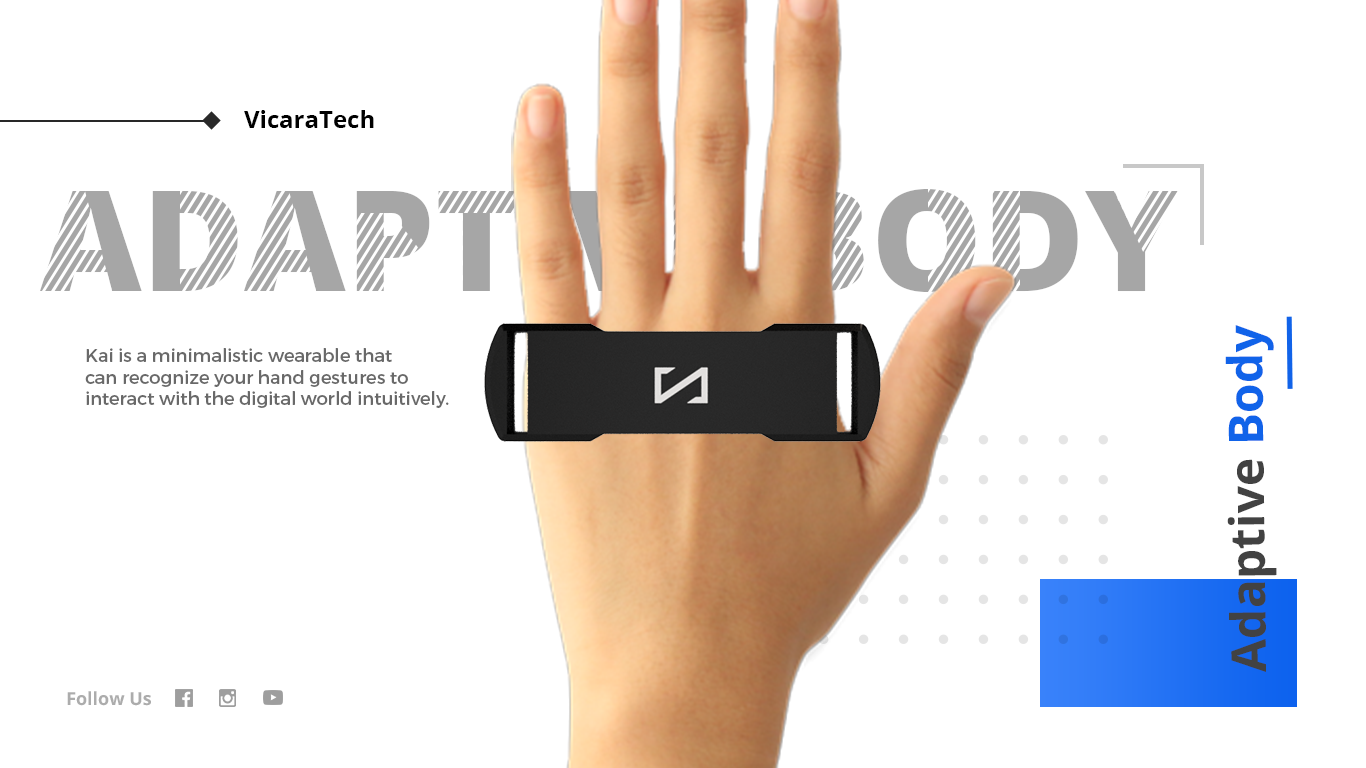 VicaraTech
ADAPTIVE BODY
Kai is a minimalistic wearable that
can recognize your hand gestures to
interact with the digital world intuitively.
Adaptive Body
Follow Us